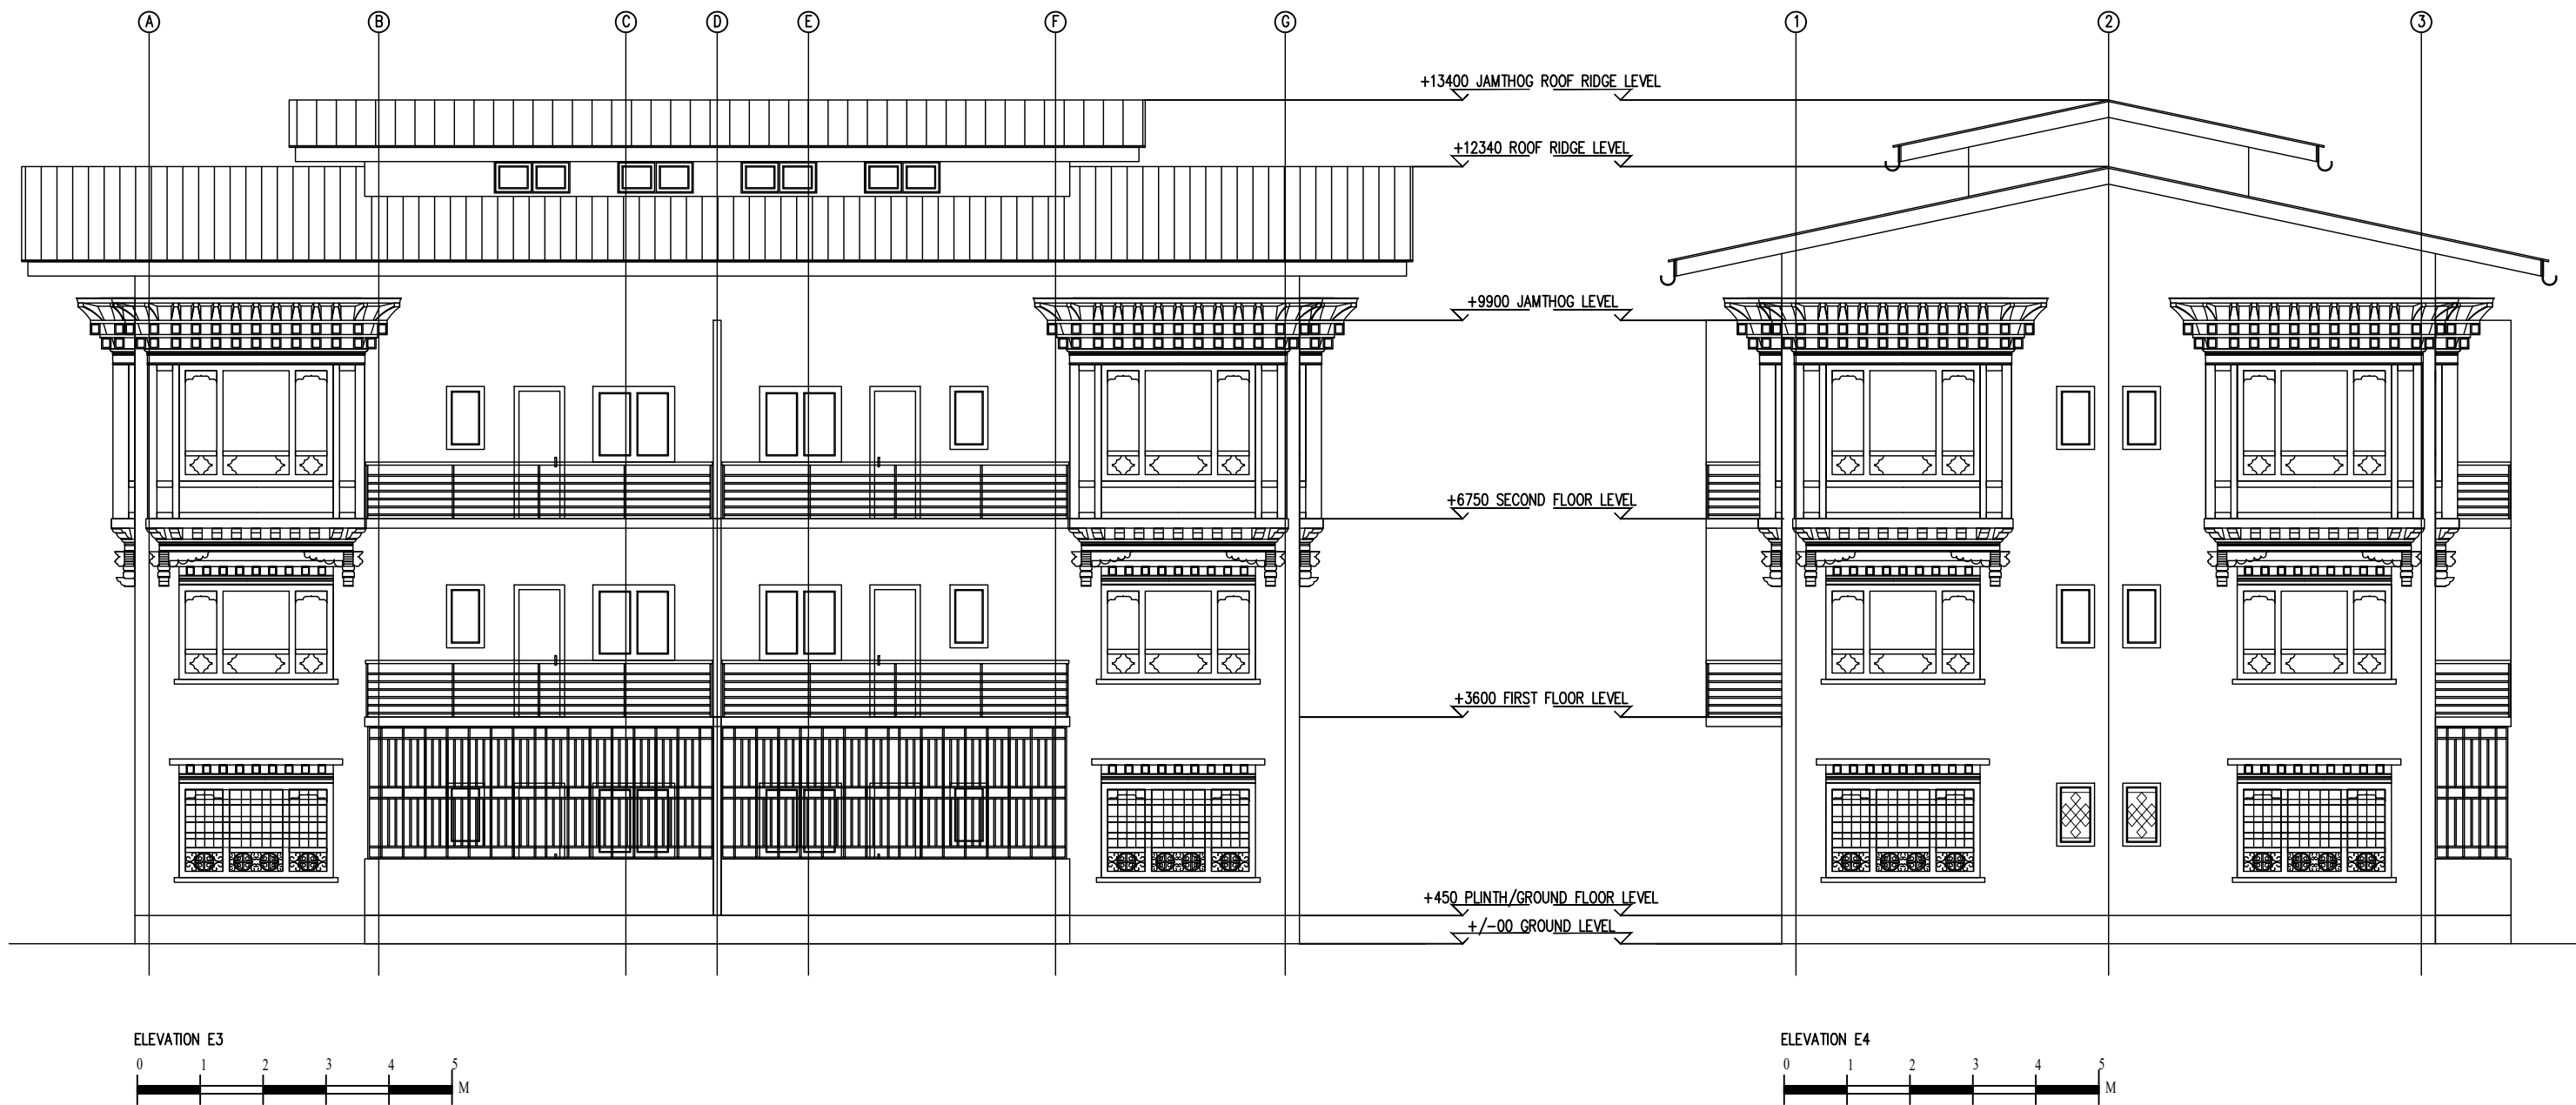 A B C D E F G 1 2 3
+13400 JAMTHOG ROOF RIDGE LEVEL
+12340 ROOF RIDGE LEVEL
+9900 JAMTHOG LEVEL
+6750 SECOND FLOOR LEVEL
+3600 FIRST FLOOR LEVEL
+450 PLINTH/GROUND FLOOR LEVEL
+/-00 GROUND LEVEL
ELEVATION E3
0 1 2 3 4 5
M
ELEVATION E4
0 1 2 3 4 5
M